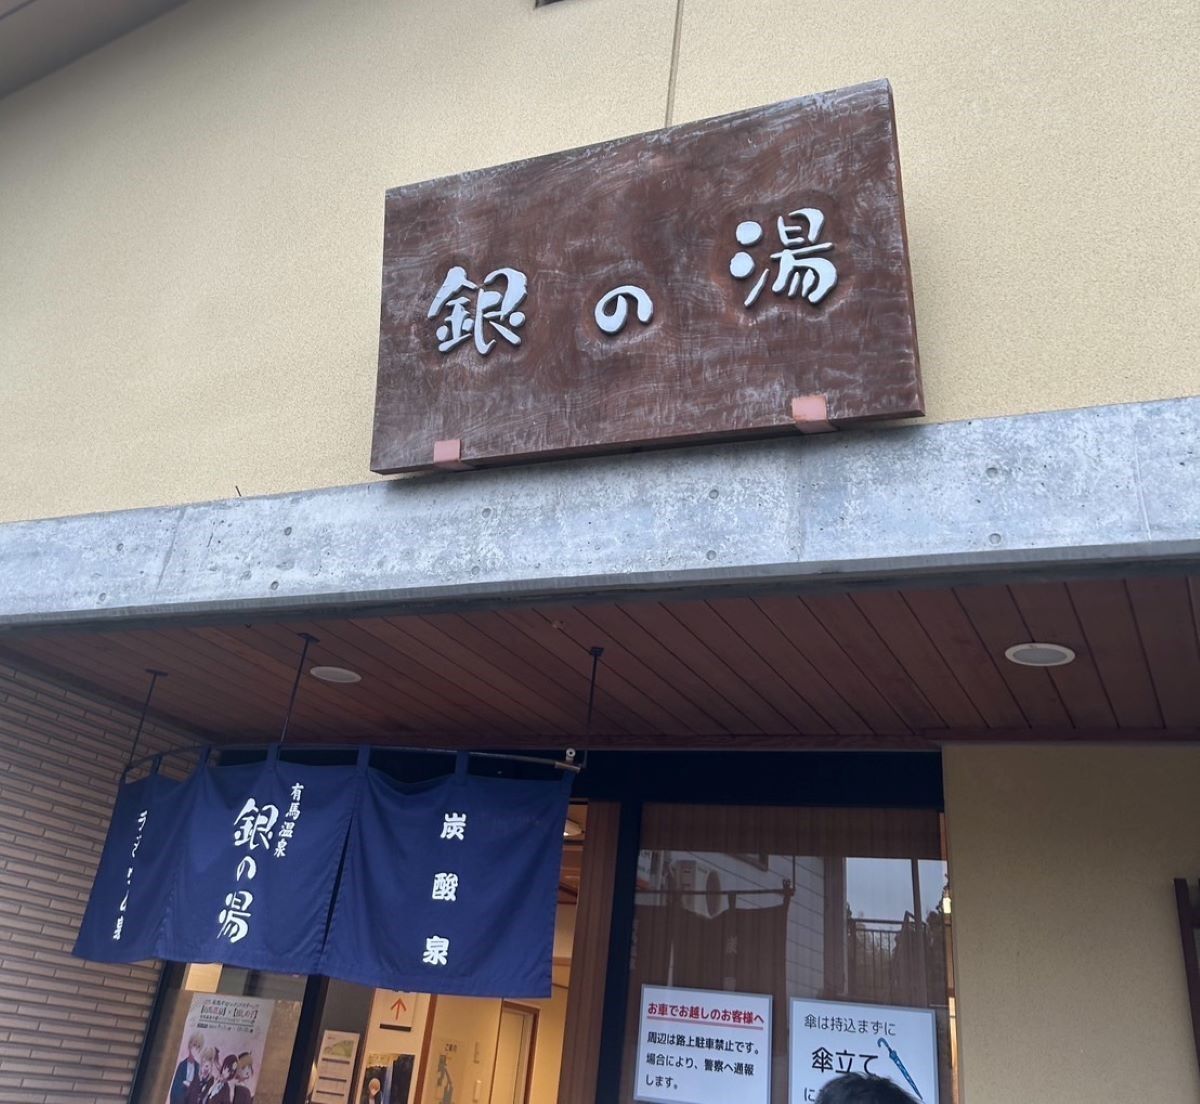 銀の湯
有馬温泉
銀の湯
炭酸泉
お車でお越しのお客様へ
周辺は路上駐車禁止です。
場合により、警察へ通報
します。
傘は持込まずに
傘立て
に